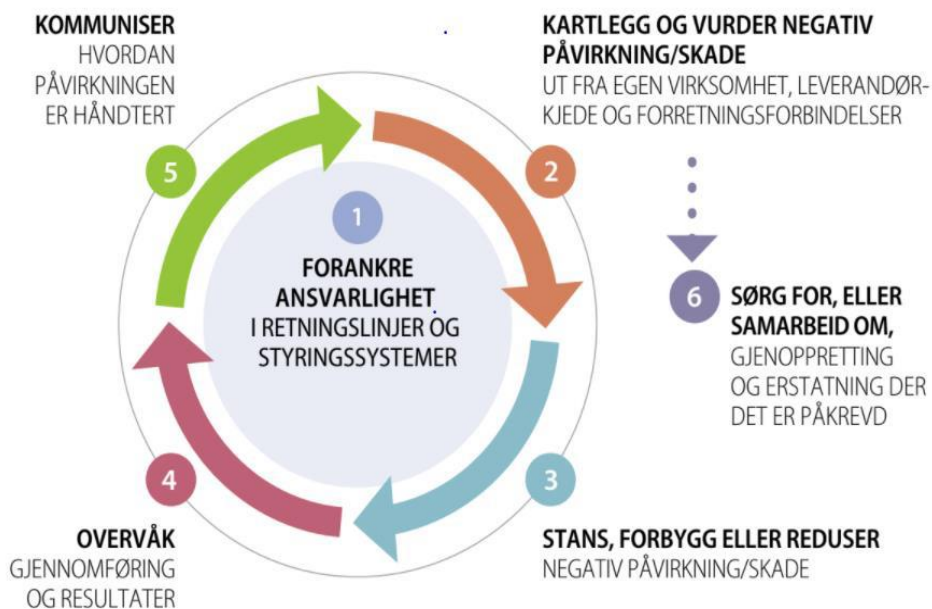 1
FORANKRE
ANSVARLIGHET
I RETNINGSLINJER OG
STYRINGSSYSTEMER
2
KARTLEGG OG VURDER NEGATIV
PÅVIRKNING/SKADE
UT FRA EGEN VIRKSOMHET, LEVERANDØR-
KJEDE OG FORRETNINGSFORBINDELSER
3
STANS, FORBYGG ELLER REDUSER
NEGATIV PÅVIRKNING/SKADE
4
OVERVÅK
GJENNOMFØRING
OG RESULTATER
5
KOMMUNISER
HVORDAN
PÅVIRKNINGEN
ER HÅNDTERT
6
SØRG FOR, ELLER
SAMARBEID OM,
GJENOPPRETTING
OG ERSTATNING DER
DET ER PÅKREVD